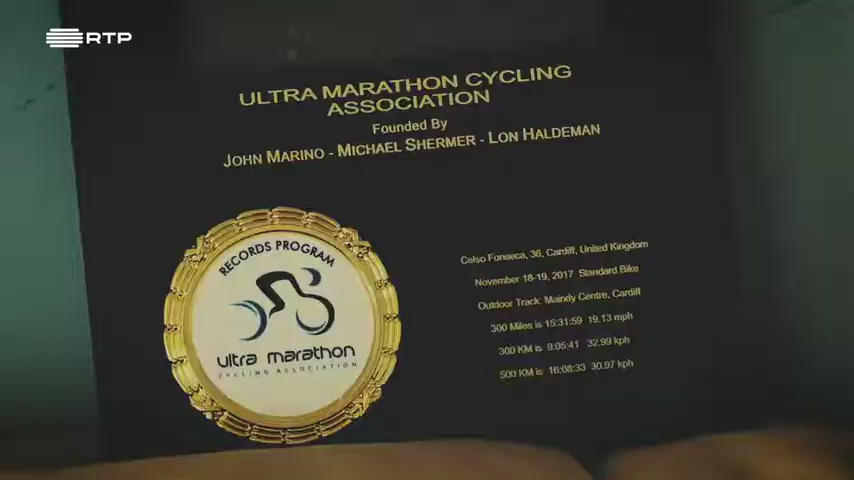 RTP
ULTRA MARATHON CYCLING
ASSOCIATION
Founded By
JOHN MARINO - MICHAEL SHERMER - LON HALDEMAN
RECORDS PROGRAM
ultra marathon
CYCLING ASSOCIATION
Celso Fonseca, 36, Cardiff, United Kingdom
November 18-19, 2017 Standard Bike
Outdoor Track: Maindy Centre, Cardiff
300 Miles is 15:31:59 19.13 mph
300 KM is 9:05:41 32.99 kph
500 KM is 16:08:33 30.97 kph